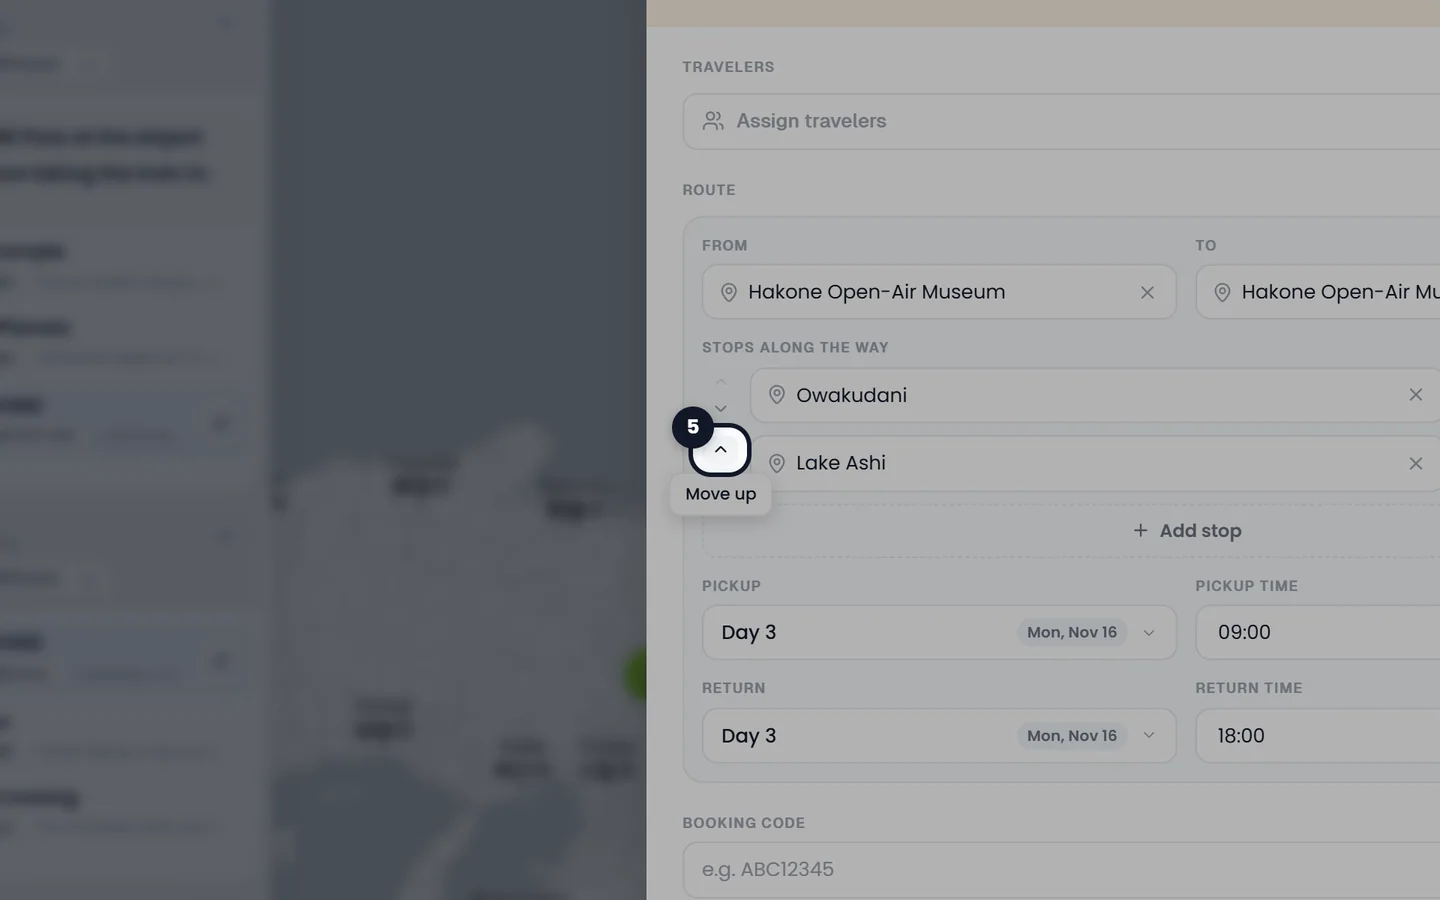 TRAVELERS
Assign travelers
ROUTE
FROM
TO
Hakone Open-Air Museum
Hakone Open-Air Mu
STOPS ALONG THE WAY
Owakudani
5
Lake Ashi
Move up
Add stop
PICKUP
PICKUP TIME
Day 3
Mon, Nov 16
09:00
RETURN
RETURN TIME
Day 3
Mon, Nov 16
18:00
BOOKING CODE
e.g. ABC12345